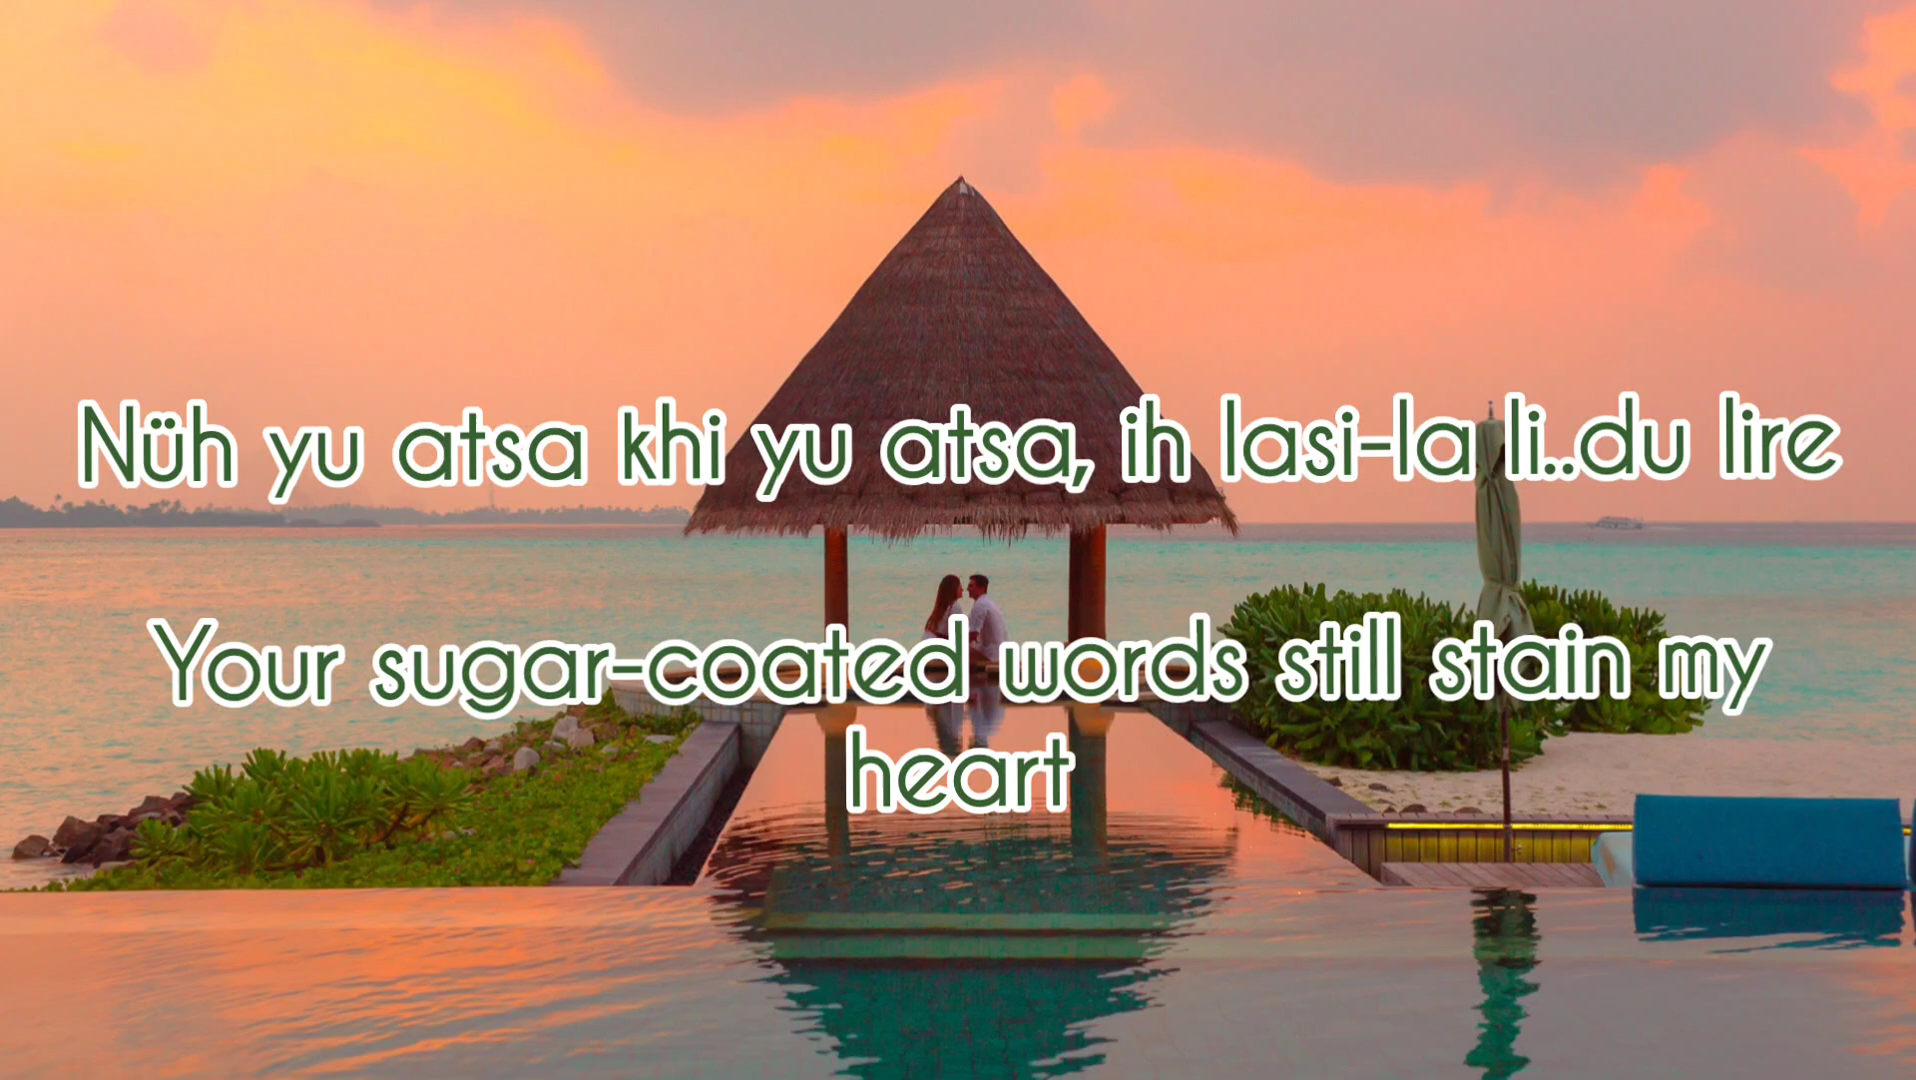 Nüh yu atsa khi yu atsa, ih lasi-la li..du lire
Your sugar-coated words still stain my
heart